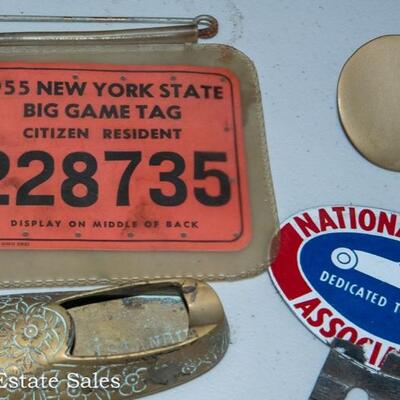 955 NEW YORK STATE
BIG GAME TAG
CITIZEN RESIDENT
228735
DISPLAY ON MIDDLE OF BACK
NATIONAL
DEDICATED T
ASSOCI
Estate Sales